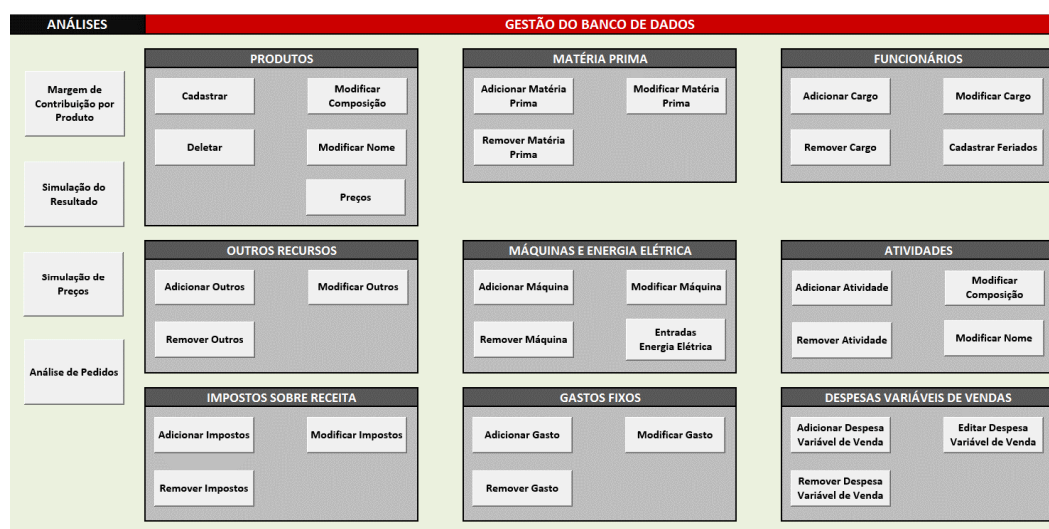 ANÁLISES
GESTÃO DO BANCO DE DADOS
Margem de
Contribuição por
Produto
Simulação do
Resultado
Simulação de
Preços
Análise de Pedidos
PRODUTOS
Cadastrar
Modificar
Composição
Deletar
Modificar Nome
Preços
MATÉRIA PRIMA
Adicionar Matéria
Prima
Modificar Matéria
Prima
Remover Matéria
Prima
FUNCIONÁRIOS
Adicionar Cargo
Modificar Cargo
Remover Cargo
Cadastrar Feriados
OUTROS RECURSOS
Adicionar Outros
Modificar Outros
Remover Outros
MÁQUINAS E ENERGIA ELÉTRICA
Adicionar Máquina
Modificar Máquina
Remover Máquina
Entradas
Energia Elétrica
ATIVIDADES
Adicionar Atividade
Modificar
Composição
Remover Atividade
Modificar Nome
IMPOSTOS SOBRE RECEITA
Adicionar Impostos
Modificar Impostos
Remover Impostos
GASTOS FIXOS
Adicionar Gasto
Modificar Gasto
Remover Gasto
DESPESAS VARIÁVEIS DE VENDAS
Adicionar Despesa
Variável de Venda
Editar Despesa
Variável de Venda
Remover Despesa
Variável de Venda